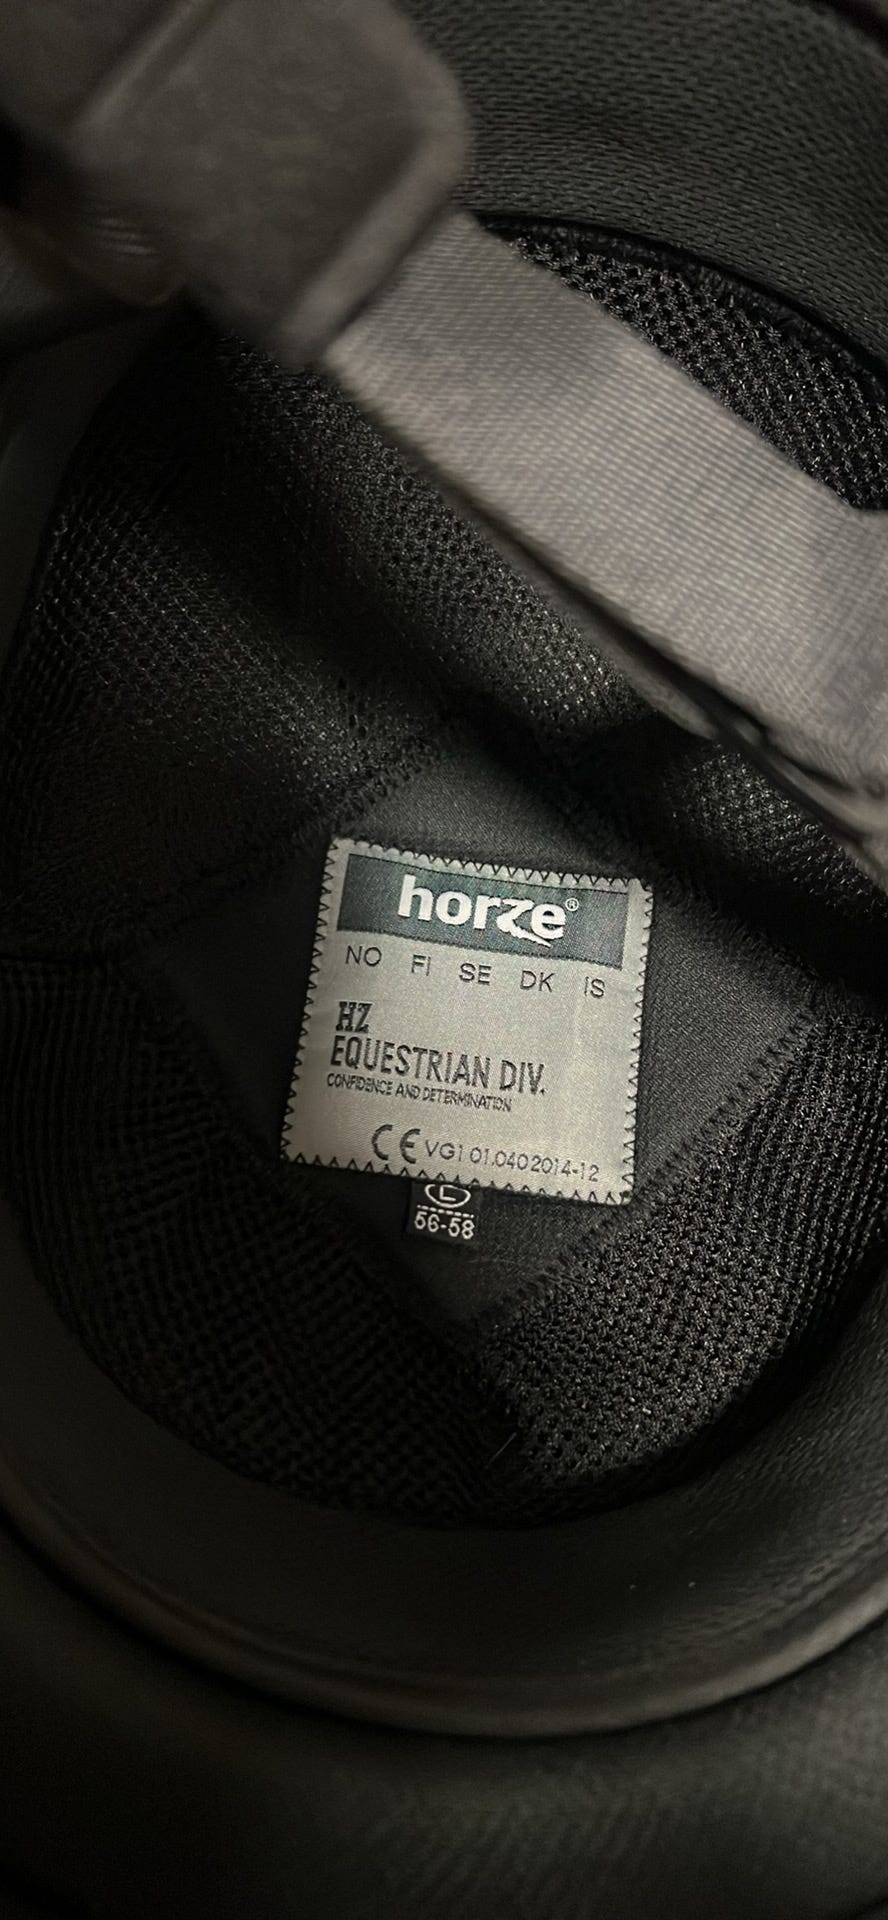 horze®
NO FI SE DK IS
HZ
EQUESTRIAN DIV.
CONFIDENCE AND DETERMINATION
CE VG1 01.040 2014-12
L
56-58